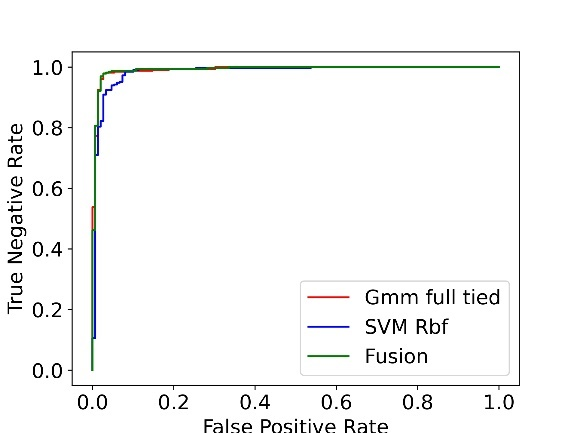 1.0
0.8
0.6
0.4
0.2
0.0
True Negative Rate
Gmm full tied
SVM Rbf
Fusion
0.0 0.2 0.4 0.6 0.8 1.0
False Positive Rate